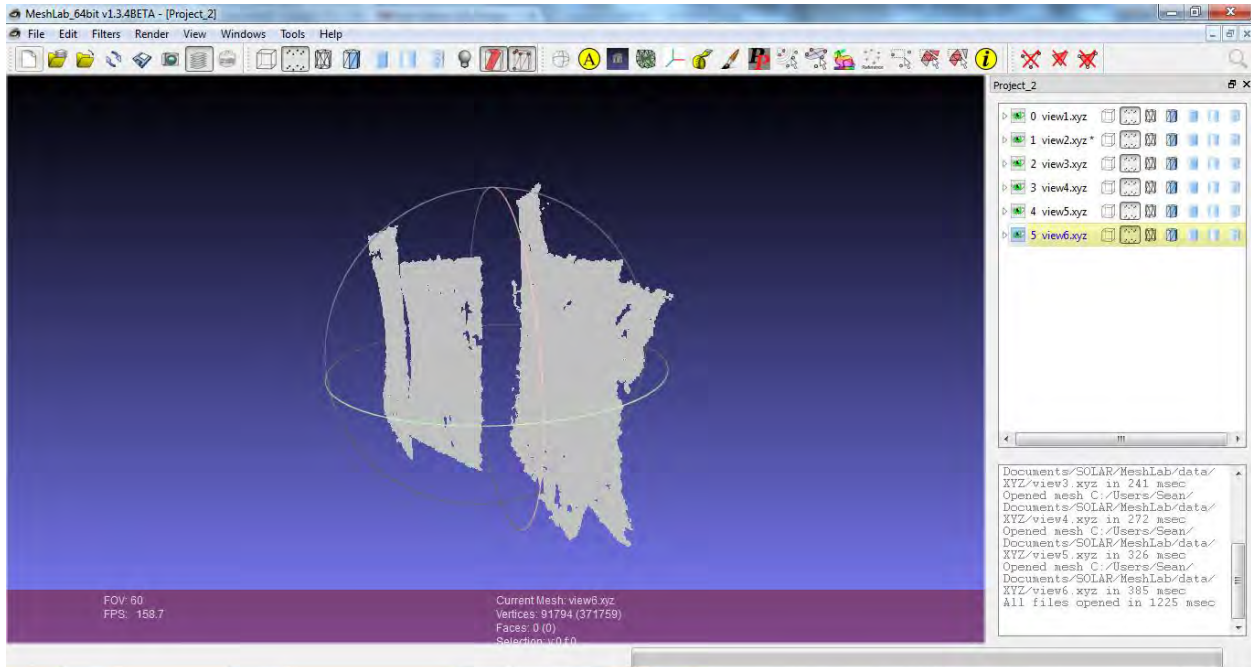 MeshLab_64bit v1.3.4BETA - [Project_2]
File Edit Filters Render View Windows Tools Help
A
i
Project_2
0 view1.xyz
1 view2.xyz *
2 view3.xyz
3 view4.xyz
4 view5.xyz
5 view6.xyz
Documents/SOLAR/MeshLab/data/
XYZ/view3.xyz in 241 msec
Opened mesh C:/Users/Sean/
Documents/SOLAR/MeshLab/data/
XYZ/view4.xyz in 272 msec
Opened mesh C:/Users/Sean/
Documents/SOLAR/MeshLab/data/
XYZ/view5.xyz in 326 msec
Opened mesh C:/Users/Sean/
Documents/SOLAR/MeshLab/data/
XYZ/view6.xyz in 385 msec
All files opened in 1225 msec
FOV: 60
FPS: 158.7
Current Mesh: view6.xyz
Vertices: 91794 (371759)
Faces: 0 (0)
Selection: v:0 f:0